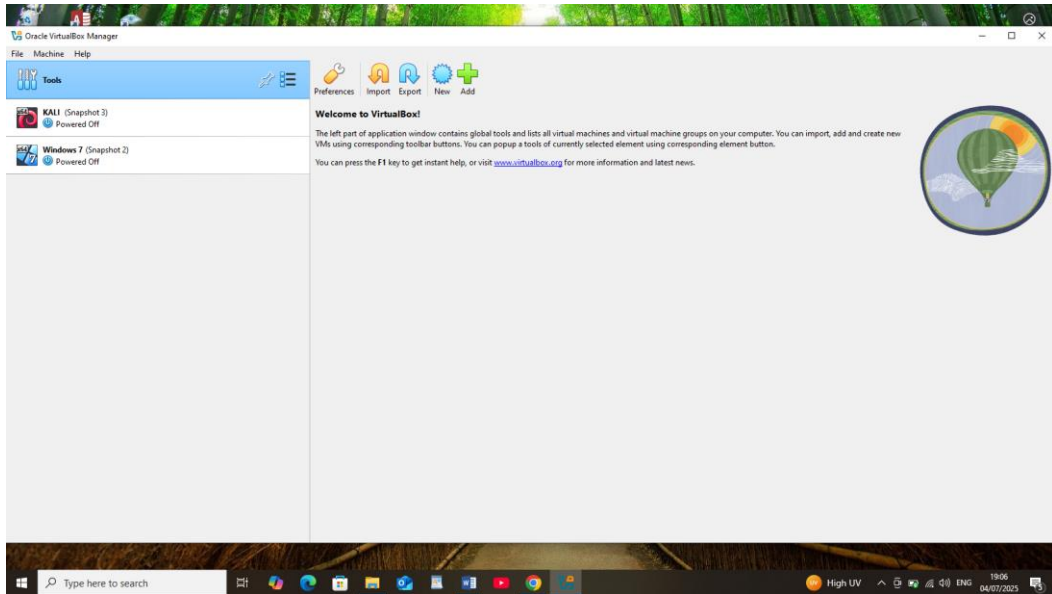 Oracle VirtualBox Manager
File Machine Help
Tools
Preferences Import Export New Add
KALI (Snapshot 3)
Powered Off
Windows 7 (Snapshot 2)
Powered Off
Welcome to VirtualBox!
The left part of application window contains global tools and lists all virtual machines and virtual machine groups on your computer. You can import, add and create new
VMs using corresponding toolbar buttons. You can popup a tools of currently selected element using corresponding element button.
You can press the F1 key to get instant help, or visit www.virtualbox.org for more information and latest news.
Type here to search
High UV
ENG
19:06
04/07/2025